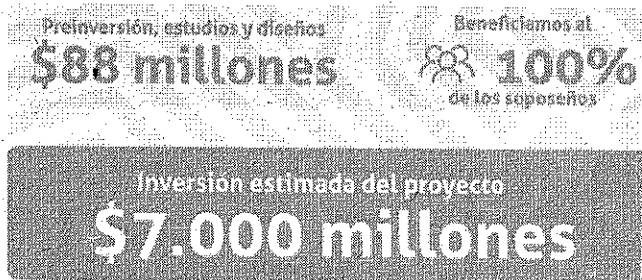 Preinversión, estudios y diseños
$88 millones
Beneficiamos al
100%
de los soposeños
Inversión estimada del proyecto
$7.000 millones